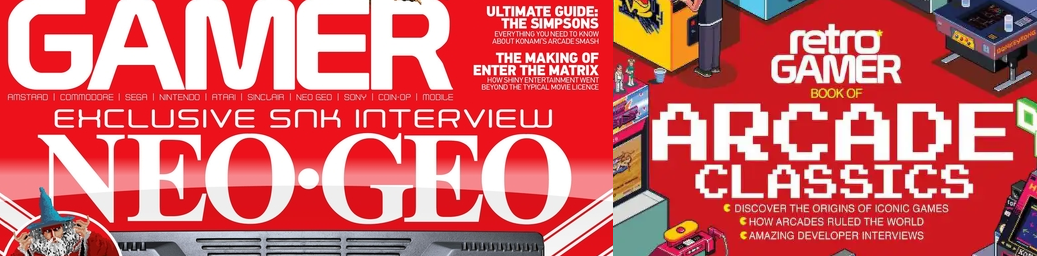 GAMER
ULTIMATE GUIDE:
THE SIMPSONS
EVERYTHING YOU NEED TO KNOW
ABOUT KONAMI'S ARCADE SMASH
THE MAKING OF
ENTER THE MATRIX
HOW SHINY ENTERTAINMENT WENT
BEYOND THE TYPICAL MOVIE LICENCE
AMSTRAD | COMMODORE | SEGA | NINTENDO | ATARI | SINCLAIR | NEO GEO | SONY | COIN-OP | MOBILE
EXCLUSIVE SNK INTERVIEW
NEO•GEO
retro
GAMER
BOOK OF
ARCADE
CLASSICS
DISCOVER THE ORIGINS OF ICONIC GAMES
HOW ARCADES RULED THE WORLD
AMAZING DEVELOPER INTERVIEWS